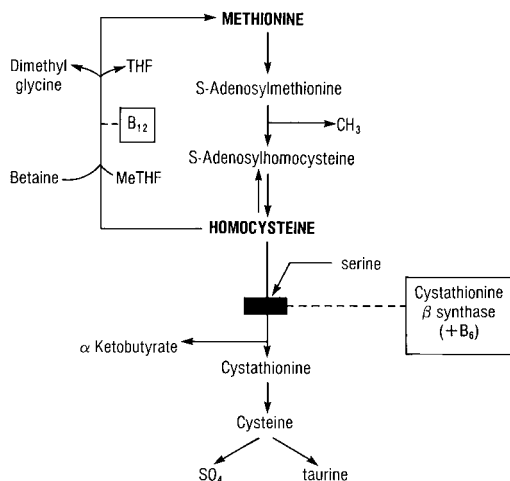 METHIONINE
Dimethyl
glycine
THF
S-Adenosylmethionine
B₁₂
CH₃
S-Adenosylhomocysteine
Betaine
MeTHF
HOMOCYSTEINE
serine
Cystathionine
β synthase
(+B₆)
α Ketobutyrate
Cystathionine
Cysteine
SO₄
taurine